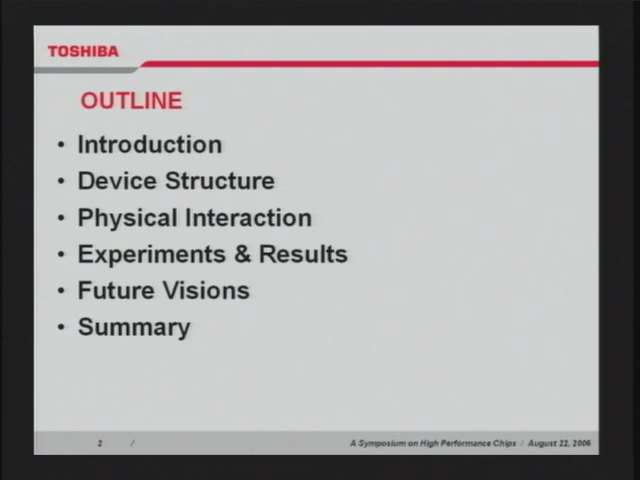 TOSHIBA
OUTLINE
• Introduction
• Device Structure
• Physical Interaction
• Experiments & Results
• Future Visions
• Summary
2 / A Symposium on High Performance Chips / August 22, 2006